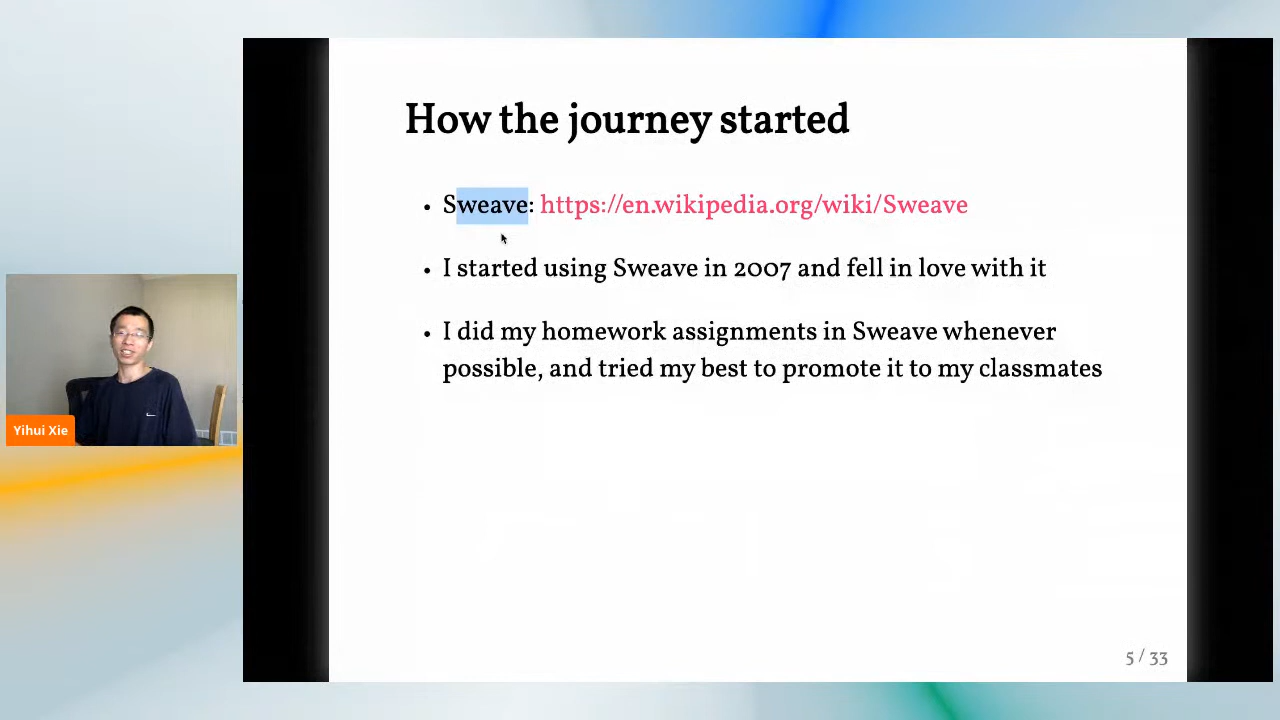 How the journey started
• Sweave: https://en.wikipedia.org/wiki/Sweave
• I started using Sweave in 2007 and fell in love with it
• I did my homework assignments in Sweave whenever
possible, and tried my best to promote it to my classmates
Yihui Xie
5 / 33